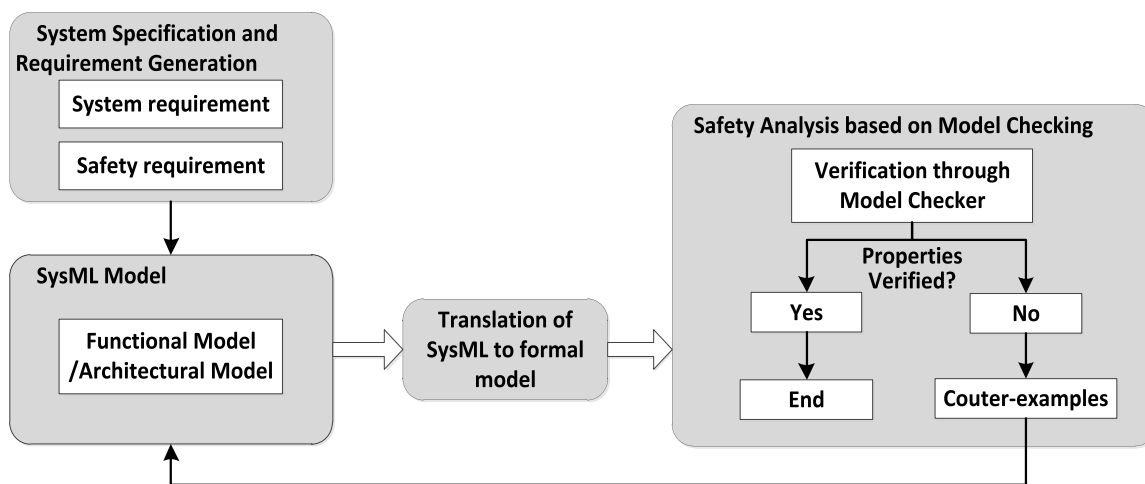 System Specification and
Requirement Generation
System requirement
Safety requirement
SysML Model
Functional Model
/Architectural Model
Translation of
SysML to formal
model
Safety Analysis based on Model Checking
Verification through
Model Checker
Properties
Verified?
Yes
No
End
Couter-examples